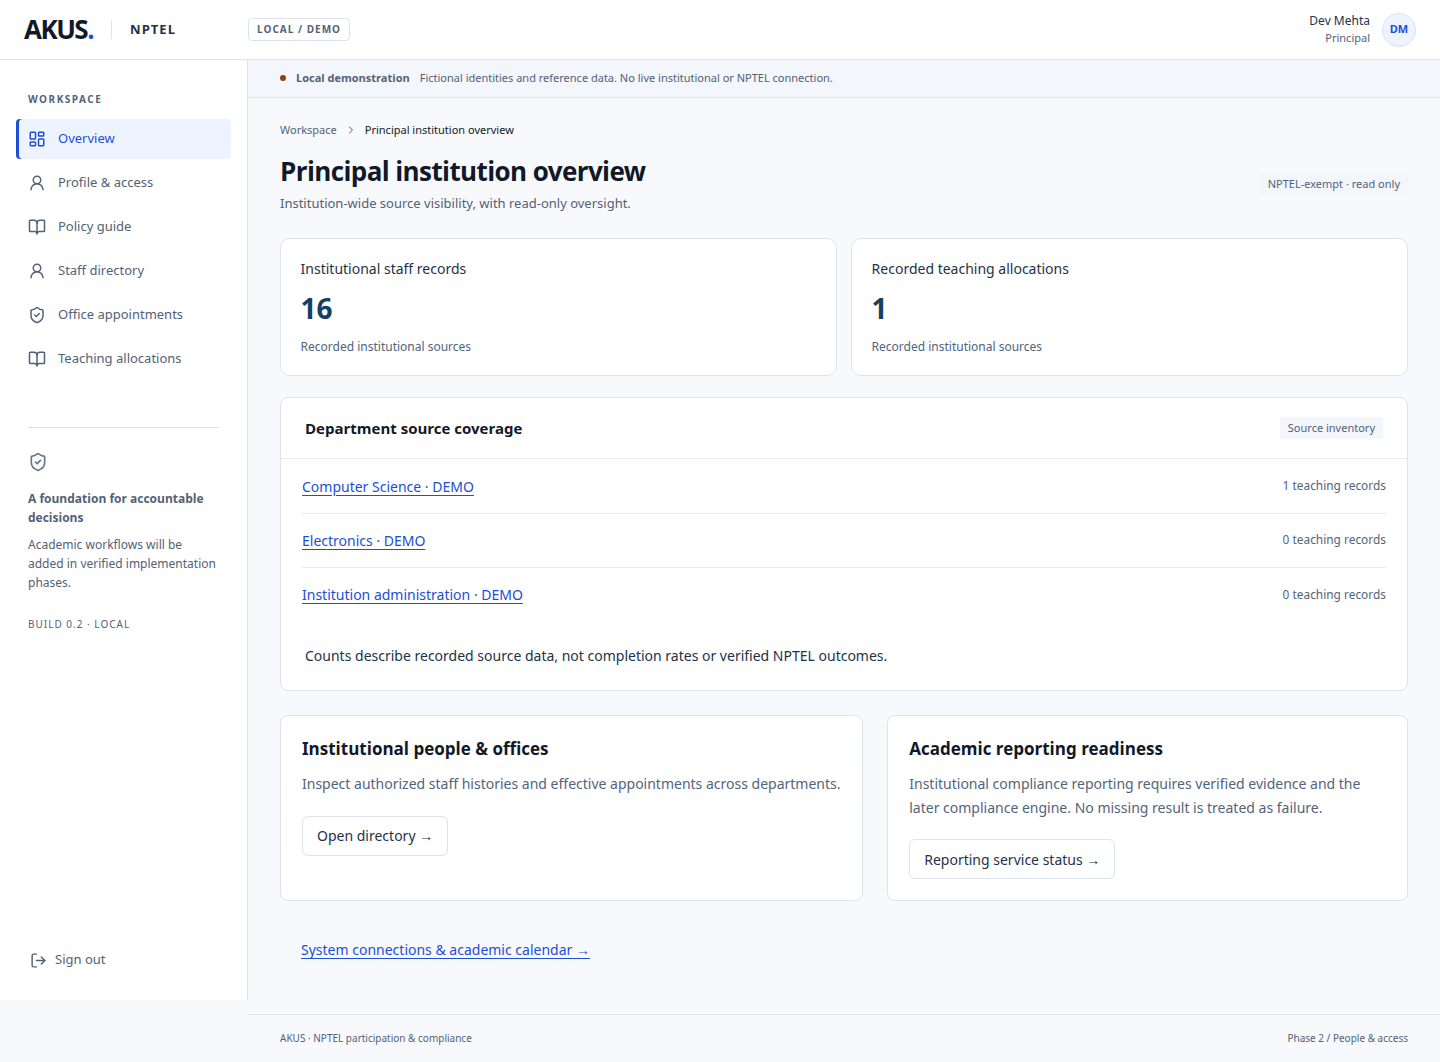 AKUS.
NPTEL
LOCAL / DEMO
Dev Mehta
Principal
DM
WORKSPACE
Overview
Profile & access
Policy guide
Staff directory
Office appointments
Teaching allocations
A foundation for accountable
decisions
Academic workflows will be
added in verified implementation
phases.
BUILD 0.2 · LOCAL
Sign out
Local demonstration Fictional identities and reference data. No live institutional or NPTEL connection.
Workspace > Principal institution overview
Principal institution overview
Institution-wide source visibility, with read-only oversight.
NPTEL-exempt · read only
Institutional staff records
16
Recorded institutional sources
Recorded teaching allocations
1
Recorded institutional sources
Department source coverage
Source inventory
Computer Science · DEMO
1 teaching records
Electronics · DEMO
0 teaching records
Institution administration · DEMO
0 teaching records
Counts describe recorded source data, not completion rates or verified NPTEL outcomes.
Institutional people & offices
Inspect authorized staff histories and effective appointments across departments.
Open directory →
Academic reporting readiness
Institutional compliance reporting requires verified evidence and the
later compliance engine. No missing result is treated as failure.
Reporting service status →
System connections & academic calendar →
AKUS · NPTEL participation & compliance
Phase 2 / People & access